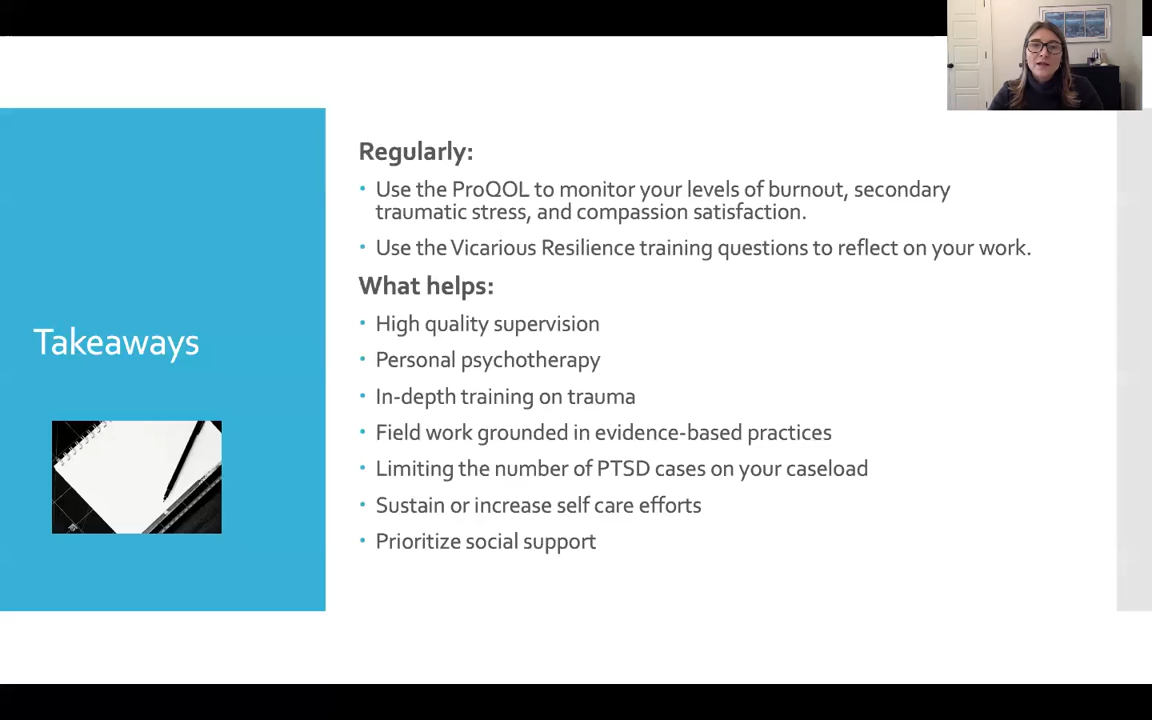 Takeaways
Regularly:
• Use the ProQOL to monitor your levels of burnout, secondary
traumatic stress, and compassion satisfaction.
• Use the Vicarious Resilience training questions to reflect on your work.
What helps:
• High quality supervision
• Personal psychotherapy
• In-depth training on trauma
• Field work grounded in evidence-based practices
• Limiting the number of PTSD cases on your caseload
• Sustain or increase self care efforts
• Prioritize social support